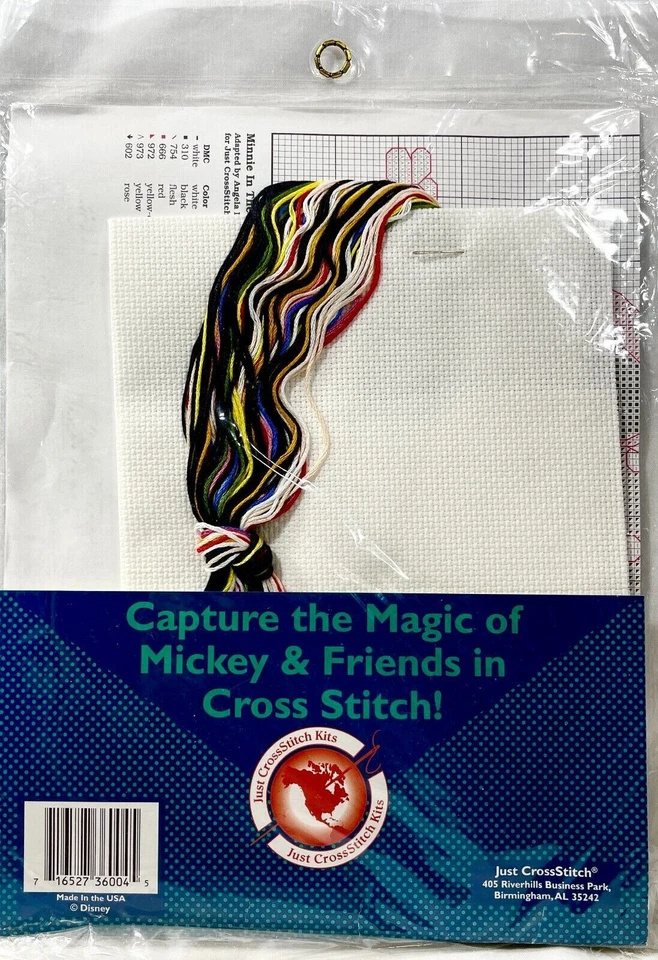 Minnie In The
Adapted by Angela
for Just CrossStitch
DMC Color
white white
310 black
754 flesh
666 red
972 yellow
973 yellow
602 rose
Capture the Magic of
Mickey & Friends in
Cross Stitch!
Just CrossStitch Kits
Just CrossStitch Kits
7 16527 36004 5
Made In the USA
© Disney
Just CrossStitch®
405 Riverhills Business Park,
Birmingham, AL 35242